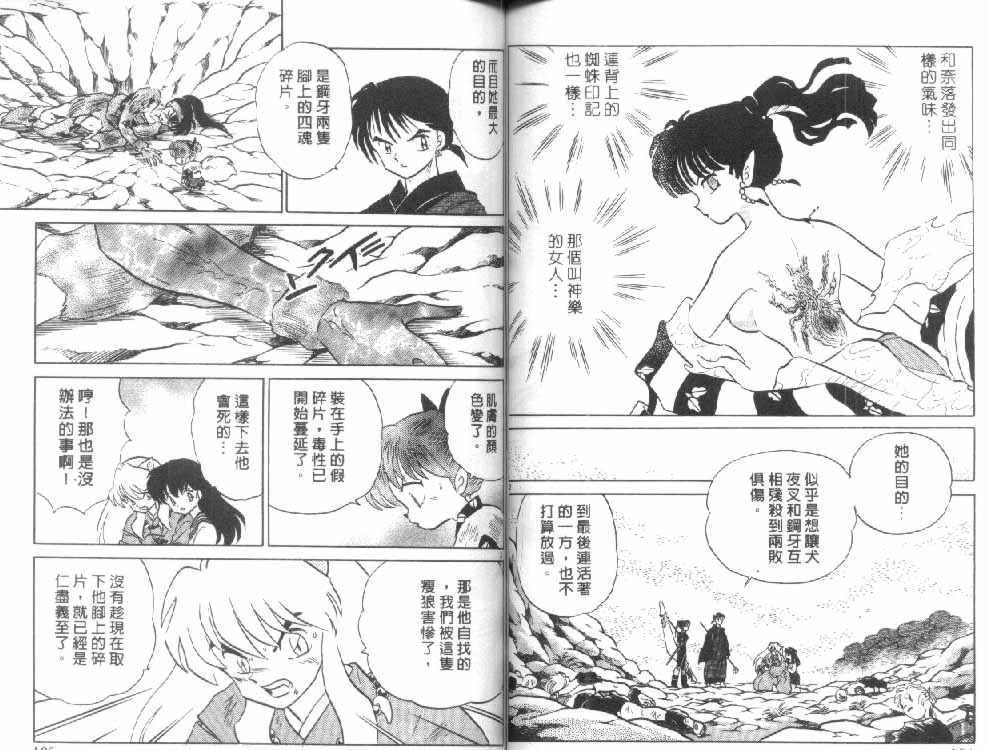 和奈落發出同
樣的氣味…
連背上的
蜘蛛印記
也一樣…
那個叫神樂
的女人…
她的目的…
似乎是想讓犬
夜叉和鋼牙互
相殘殺到兩敗
俱傷。
到最後連活著
的一方，也不
打算放過。
而且她最大
的目的，
是鋼牙兩隻
腳上的四魂
碎片。
クミッ
肌膚的顏
色變了。
裝在手上的假
碎片，毒性已
開始蔓延了。
這樣下去他
會死的…
哼！那也是沒
辦法的事啊！
那是他自找的
，我們被這隻
瘦狼害慘了，
沒有趁現在取
下他腳上的碎
片，就已經是
仁盡義至了。